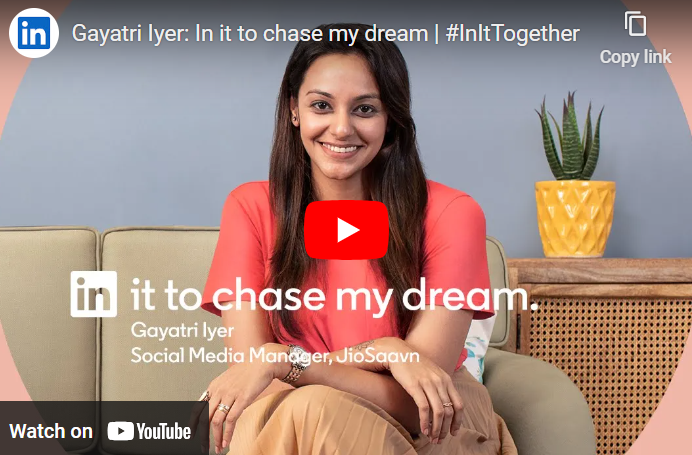 in Gayatri Iyer: In it to chase my dream | #InItTogether
Copy link
in it to chase my dream.
Gayatri Iyer
Social Media Manager, JioSaavn
Watch on YouTube